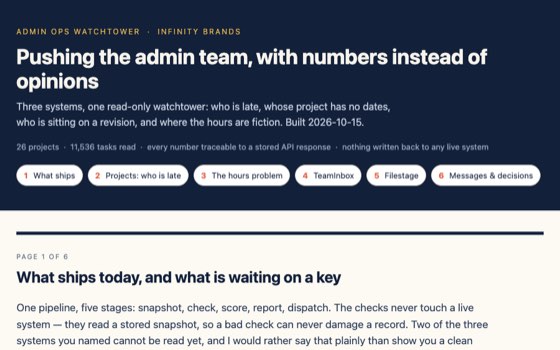 ADMIN OPS WATCHTOWER · INFINITY BRANDS
Pushing the admin team, with numbers instead of
opinions
Three systems, one read-only watchtower: who is late, whose project has no dates,
who is sitting on a revision, and where the hours are fiction. Built 2026-10-15.
26 projects · 11,536 tasks read · every number traceable to a stored API response · nothing written back to any live system
1 What ships 2 Projects: who is late 3 The hours problem 4 TeamInbox 5 Filestage 6 Messages & decisions
PAGE 1 OF 6
What ships today, and what is waiting on a key
One pipeline, five stages: snapshot, check, score, report, dispatch. The checks never touch a live
system — they read a stored snapshot, so a bad check can never damage a record. Two of the three
systems you named cannot be read yet, and I would rather say that plainly than show you a clean